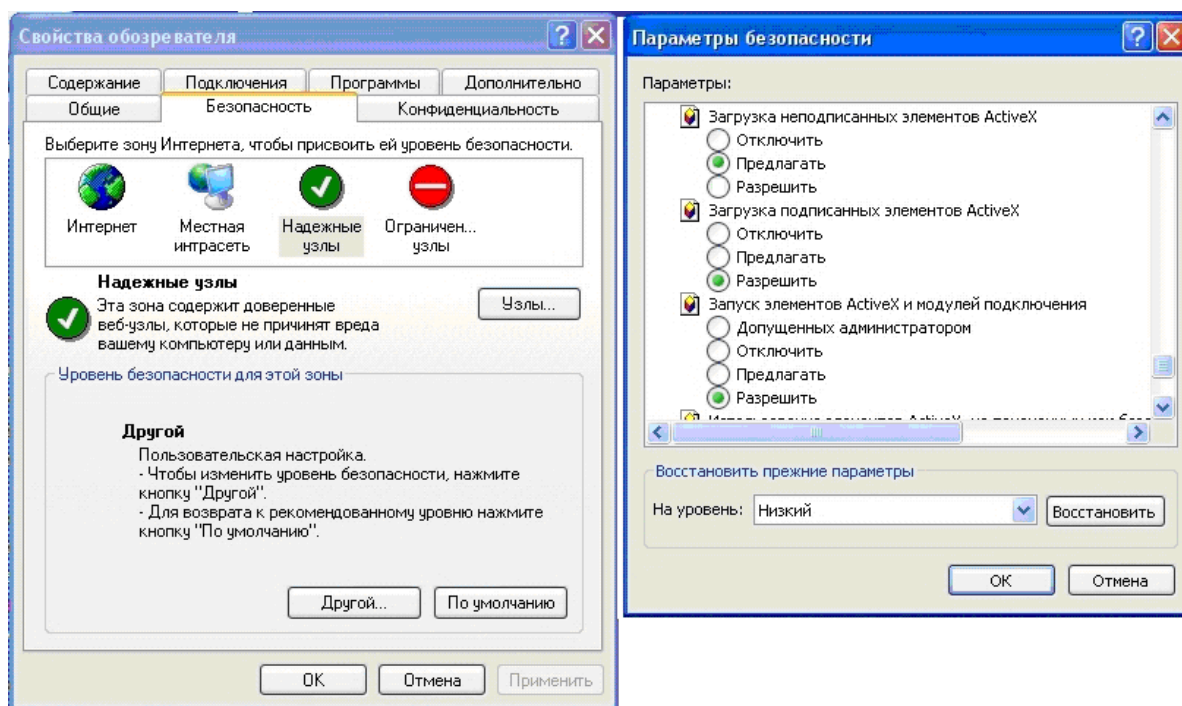 Свойства обозревателя
Содержание
Подключения
Программы
Дополнительно
Общие
Безопасность
Конфиденциальность
Выберите зону Интернета, чтобы присвоить ей уровень безопасности.
Интернет
Местная
интрасеть
Надежные
узлы
Ограничен...
узлы
Надежные узлы
Эта зона содержит доверенные
веб-узлы, которые не причинят вреда
вашему компьютеру или данным.
Узлы...
Уровень безопасности для этой зоны
Другой
Пользовательская настройка.
- Чтобы изменить уровень безопасности, нажмите
кнопку "Другой".
- Для возврата к рекомендованному уровню нажмите
кнопку "По умолчанию".
Другой...
По умолчанию
OK
Отмена
Применить
Параметры безопасности
Параметры:
Загрузка неподписанных элементов ActiveX
Отключить
Предлагать
Разрешить
Загрузка подписанных элементов ActiveX
Отключить
Предлагать
Разрешить
Запуск элементов ActiveX и модулей подключения
Допущенных администратором
Отключить
Предлагать
Разрешить
Восстановить прежние параметры
На уровень:
Низкий
Восстановить
OK
Отмена